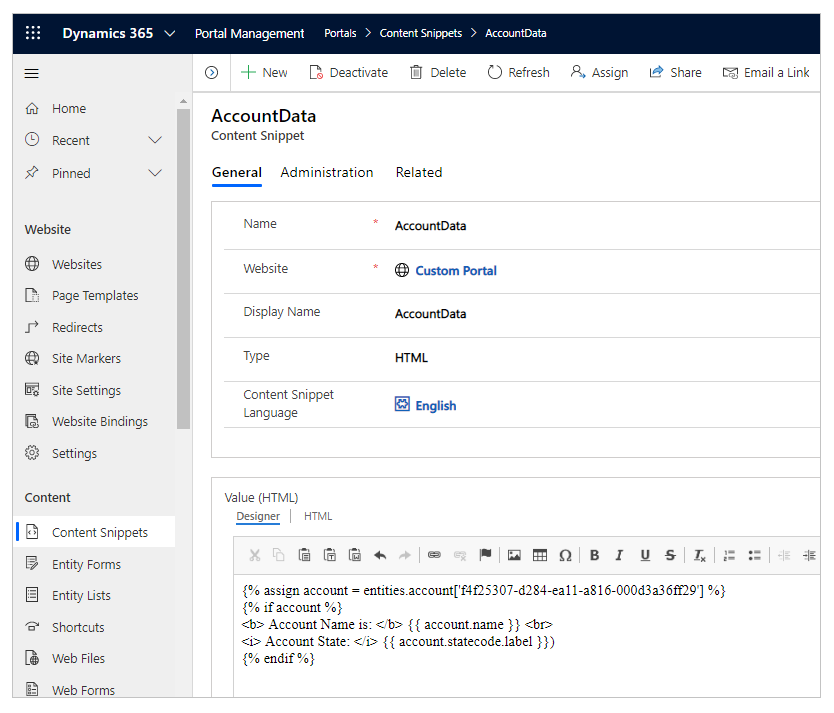 Dynamics 365 Portal Management Portals > Content Snippets > AccountData
New Deactivate Delete Refresh Assign Share Email a Link
Home
Recent
Pinned
Website
Websites
Page Templates
Redirects
Site Markers
Site Settings
Website Bindings
Settings
Content
Content Snippets
Entity Forms
Entity Lists
Shortcuts
Web Files
Web Forms
AccountData
Content Snippet
General Administration Related
Name * AccountData
Website * Custom Portal
Display Name AccountData
Type HTML
Content Snippet
Language English
Value (HTML)
Designer | HTML
B I U S Tx
{% assign account = entities.account['f4f25307-d284-ea11-a816-000d3a36ff29'] %}
{% if account %}
<b> Account Name is: </b> {{ account.name }} <br>
<i> Account State: </i> {{ account.statecode.label }})
{% endif %}